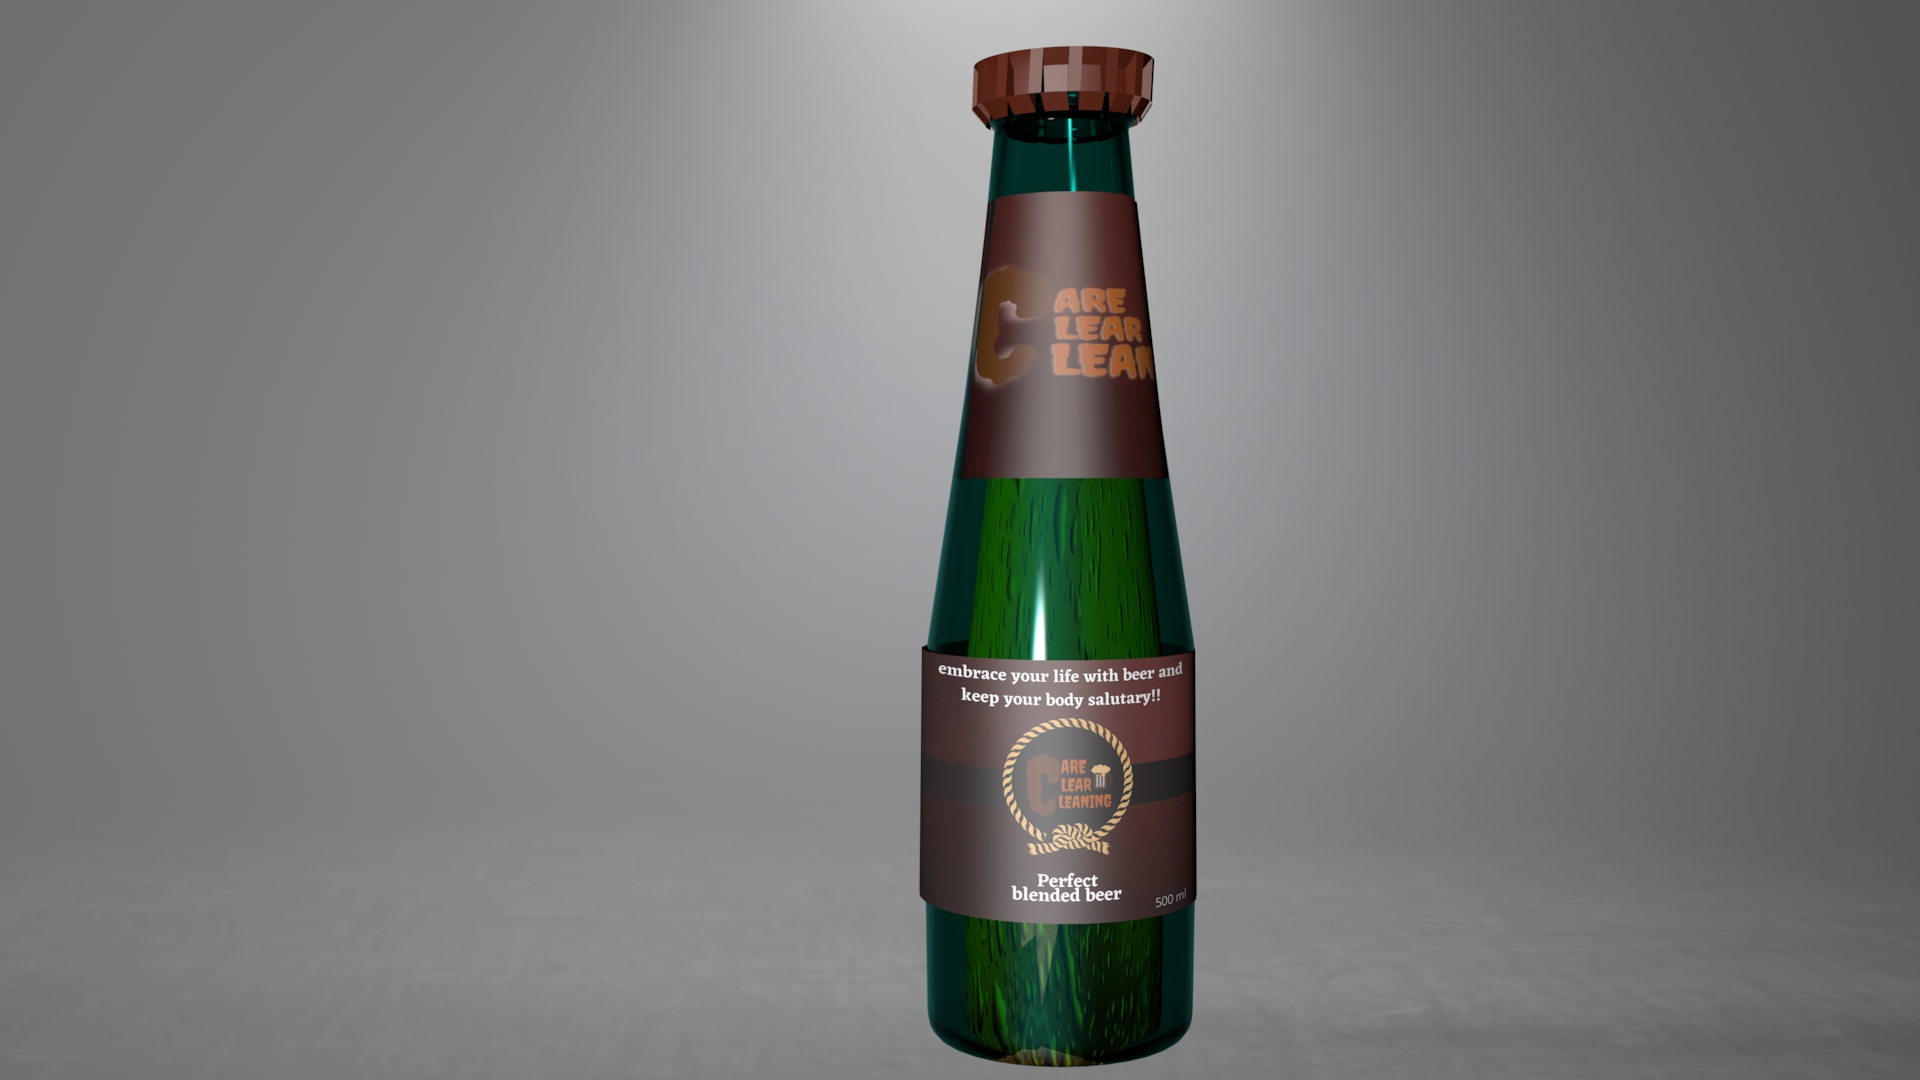 C ARE
LEAR
LEAN
embrace your life with beer and
keep your body salutary!!
C ARE
LEAR
LEANING
Perfect
blended beer
500 ml